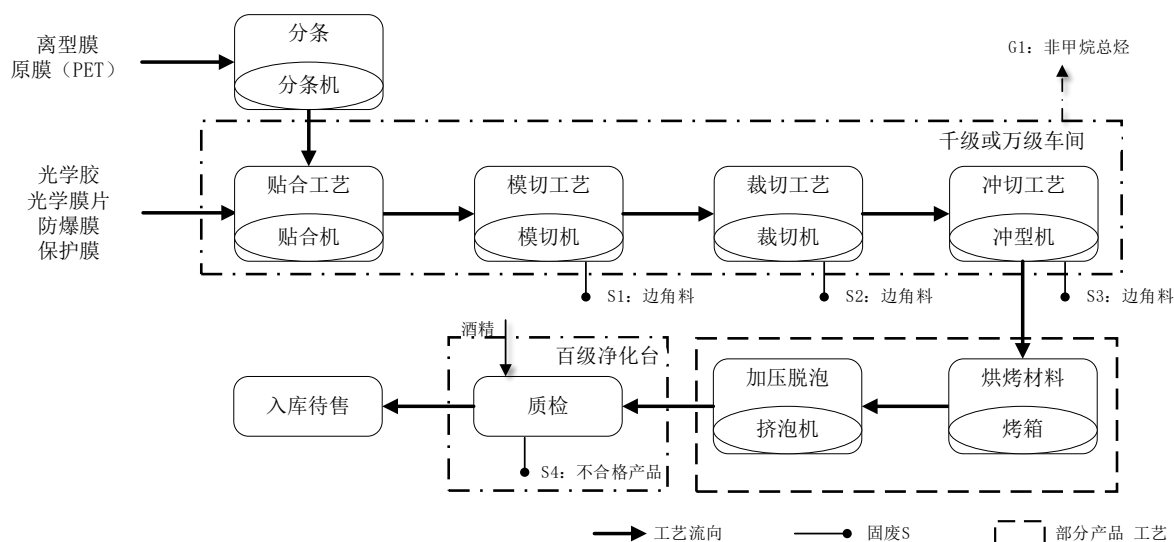 离型膜
原膜（PET）
分条
分条机
G1：非甲烷总烃
千级或万级车间
光学胶
光学膜片
防爆膜
保护膜
贴合工艺
贴合机
模切工艺
模切机
裁切工艺
裁切机
冲切工艺
冲型机
S1：边角料
S2：边角料
S3：边角料
酒精
百级净化台
入库待售
质检
加压脱泡
挤泡机
烘烤材料
烤箱
S4：不合格产品
工艺流向
固废S
部分产品 工艺